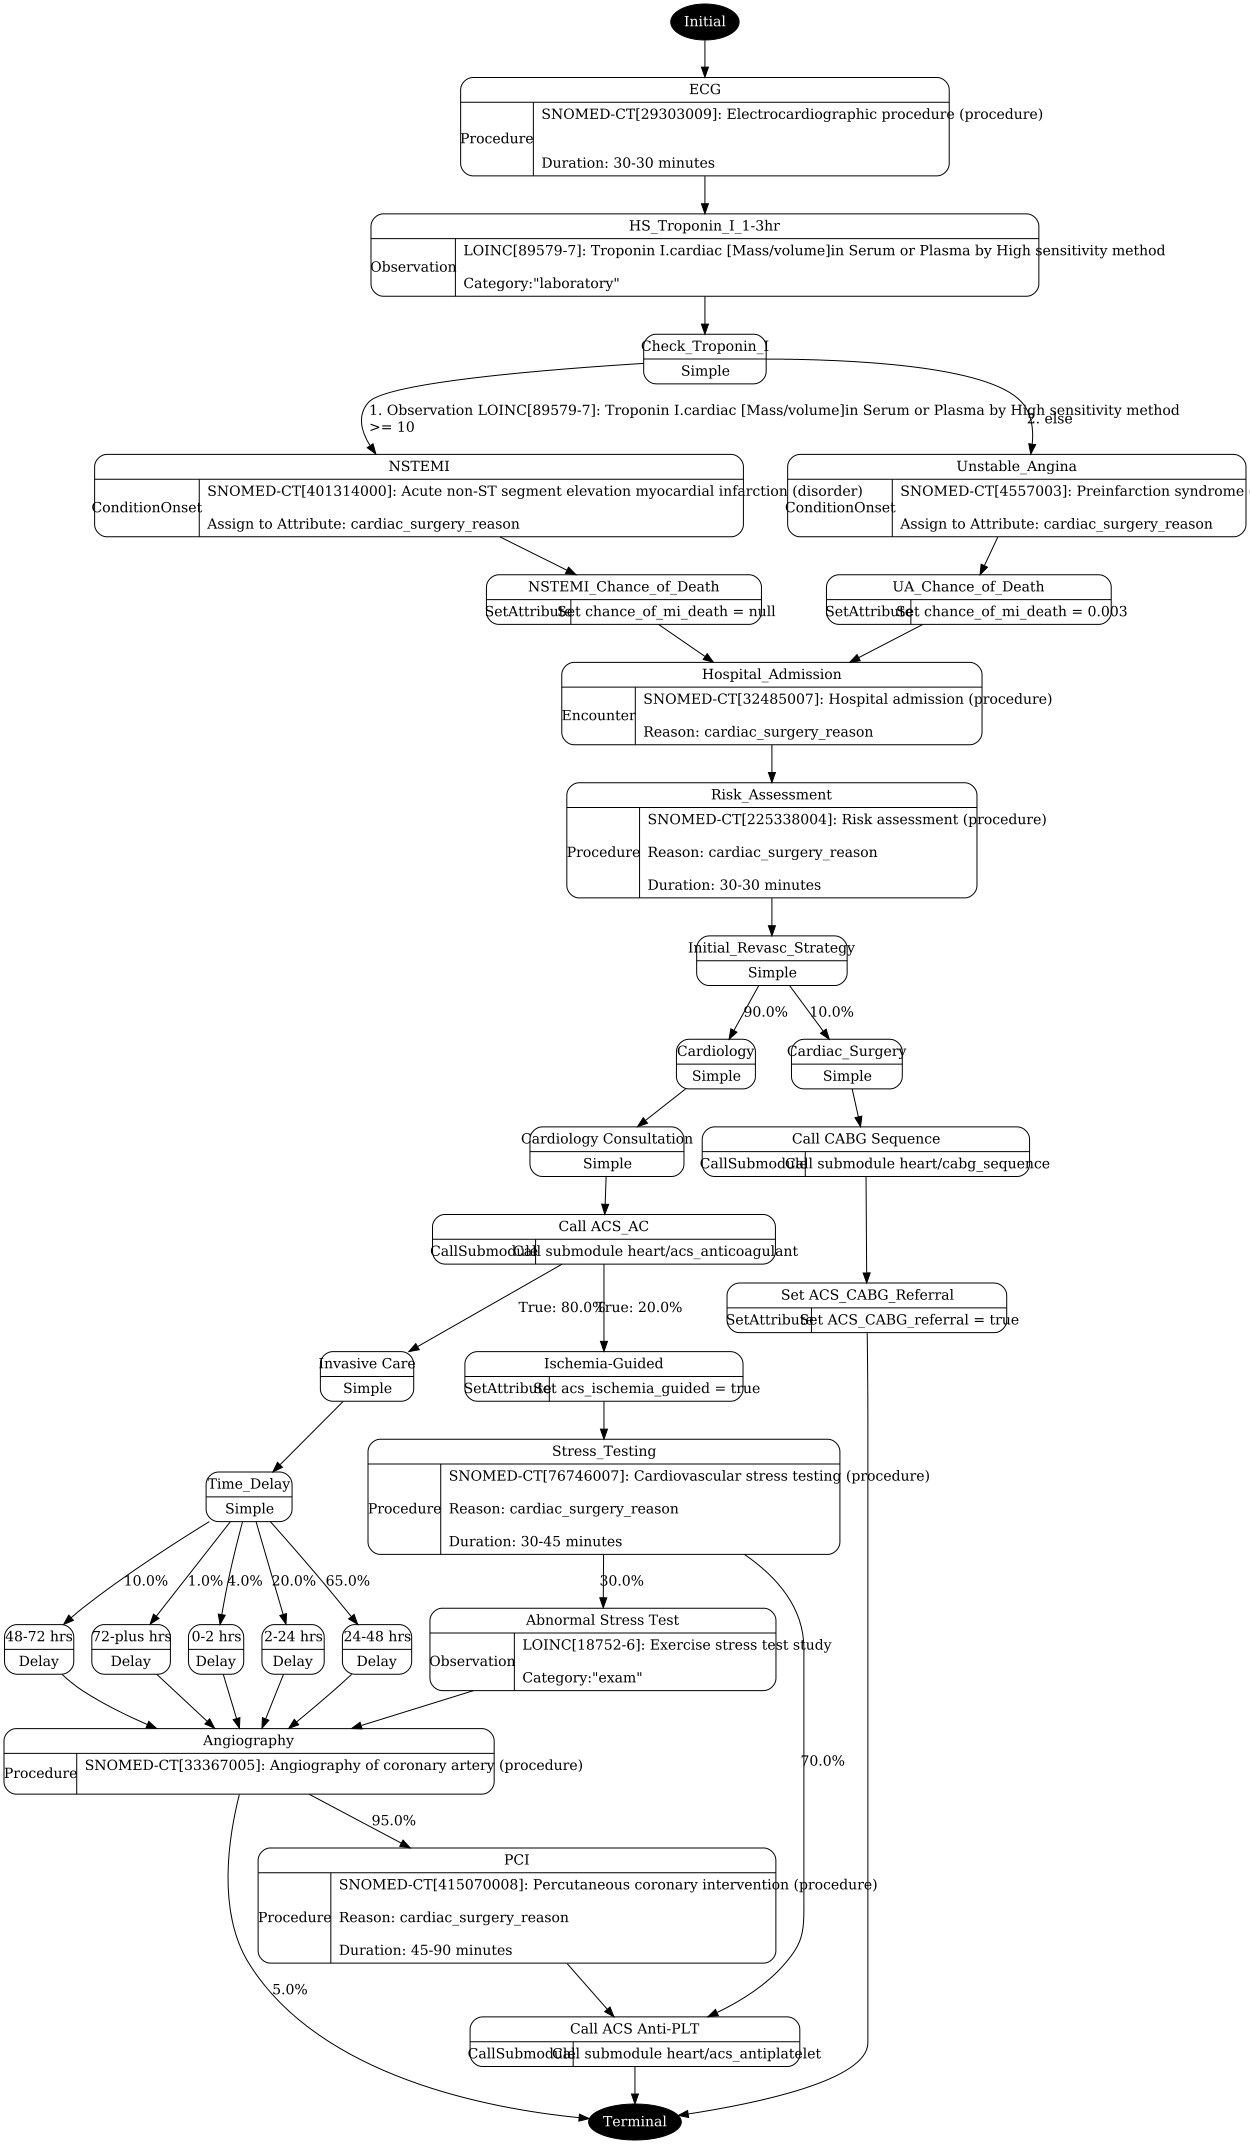 Initial
ECG
Procedure
SNOMED-CT[29303009]: Electrocardiographic procedure (procedure)
Duration: 30-30 minutes
HS_Troponin_I_1-3hr
Observation
LOINC[89579-7]: Troponin I.cardiac [Mass/volume]in Serum or Plasma by High sensitivity method
Category:"laboratory"
Check_Troponin_I
Simple
1. Observation LOINC[89579-7]: Troponin I.cardiac [Mass/volume]in Serum or Plasma by High sensitivity method
>= 10
2. else
NSTEMI
ConditionOnset
SNOMED-CT[401314000]: Acute non-ST segment elevation myocardial infarction (disorder)
Assign to Attribute: cardiac_surgery_reason
Unstable_Angina
ConditionOnset
SNOMED-CT[4557003]: Preinfarction syndrome
Assign to Attribute: cardiac_surgery_reason
NSTEMI_Chance_of_Death
SetAttribute
Set chance_of_mi_death = null
UA_Chance_of_Death
SetAttribute
Set chance_of_mi_death = 0.003
Hospital_Admission
Encounter
SNOMED-CT[32485007]: Hospital admission (procedure)
Reason: cardiac_surgery_reason
Risk_Assessment
Procedure
SNOMED-CT[225338004]: Risk assessment (procedure)
Reason: cardiac_surgery_reason
Duration: 30-30 minutes
Initial_Revasc_Strategy
Simple
90.0%
10.0%
Cardiology
Simple
Cardiac_Surgery
Simple
Cardiology Consultation
Simple
Call CABG Sequence
CallSubmodule
Call submodule heart/cabg_sequence
Call ACS_AC
CallSubmodule
Call submodule heart/acs_anticoagulant
True: 80.0%
True: 20.0%
Set ACS_CABG_Referral
SetAttribute
Set ACS_CABG_referral = true
Invasive Care
Simple
Ischemia-Guided
SetAttribute
Set acs_ischemia_guided = true
Time_Delay
Simple
Stress_Testing
Procedure
SNOMED-CT[76746007]: Cardiovascular stress testing (procedure)
Reason: cardiac_surgery_reason
Duration: 30-45 minutes
10.0%
1.0%
4.0%
20.0%
65.0%
30.0%
48-72 hrs
Delay
72-plus hrs
Delay
0-2 hrs
Delay
2-24 hrs
Delay
24-48 hrs
Delay
Abnormal Stress Test
Observation
LOINC[18752-6]: Exercise stress test study
Category:"exam"
Angiography
Procedure
SNOMED-CT[33367005]: Angiography of coronary artery (procedure)
70.0%
95.0%
PCI
Procedure
SNOMED-CT[415070008]: Percutaneous coronary intervention (procedure)
Reason: cardiac_surgery_reason
Duration: 45-90 minutes
5.0%
Call ACS Anti-PLT
CallSubmodule
Call submodule heart/acs_antiplatelet
Terminal